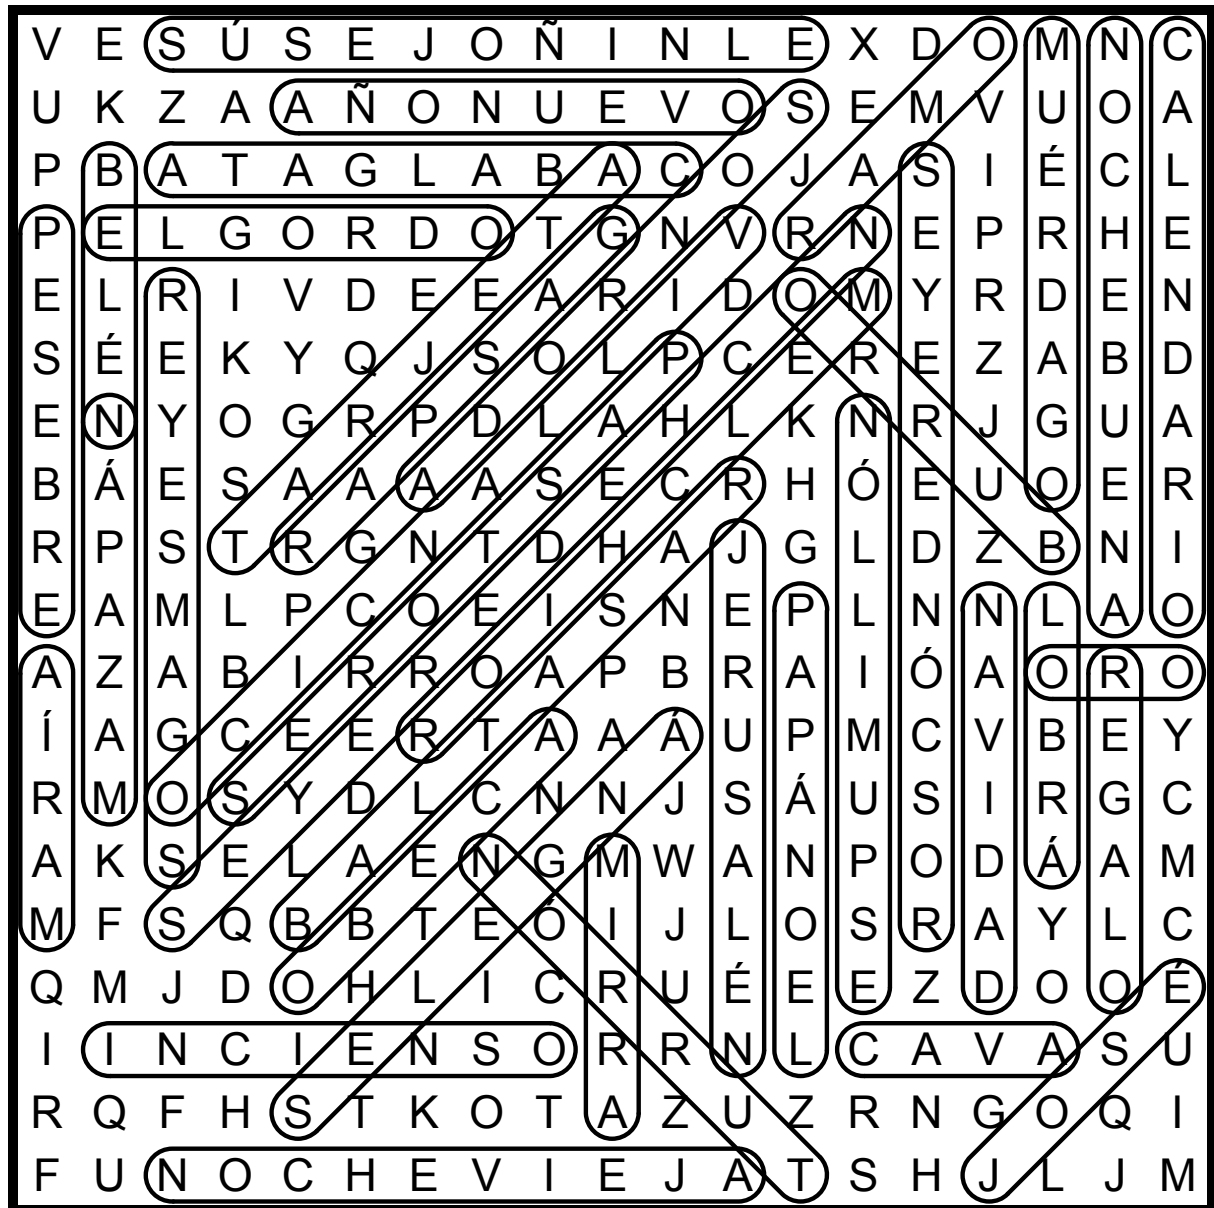 V E S Ú S E J O Ñ I N L E X D O M N C
U K Z A A Ñ O N U E V O S E M V U O A
P B A T A G L A B A C O J A S I É C L
P E L G O R D O T G N V R N E P R H E
E L R I V D E E A R I D O M Y R D E N
S É E K Y Q J S O L P C E R E Z A B D
E N Y O G R P D L A H L K N R J G U A
B Á E S A A A A S E C R H Ó E U O E R
R P S T R G N T D H A J G L D Z B N I
E A M L P C O E I S N E P L N N L A O
A Z A B I R R O A P B R A I Ó A O R O
Í A G C E E R T A A Á U P M C V B E Y
R M O S Y D L C N N J S Á U S I R G C
A K S E L A E N G M W A N P O D Á A M
M F S Q B B T E Ó I J L O S R A Y L C
Q M J D O H L I C R U É E E Z D O O É
I I N C I E N S O R R N L C A V A S U
R Q F H S T K O T A Z U Z R N G O Q I
F U N O C H E V I E J A T S H J L J M